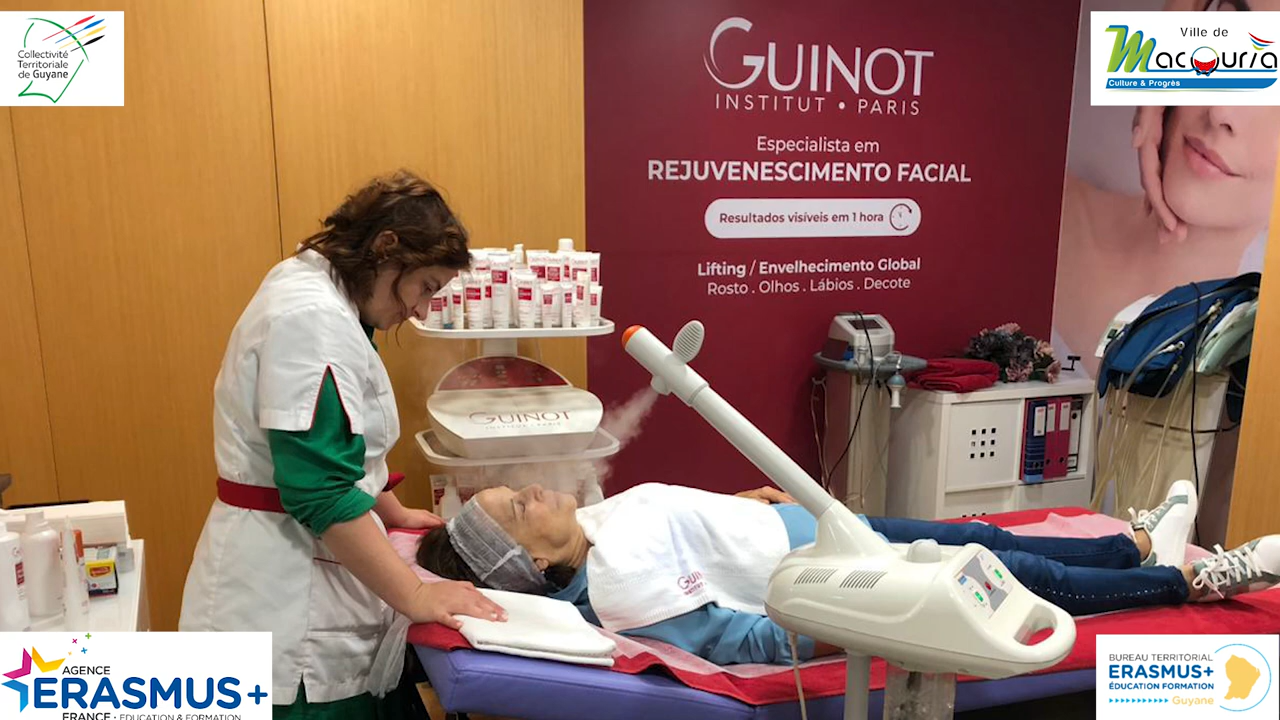 Collectivité
Territoriale
de Guyane
Ville de
Macouria
Culture & Progrès
GUINOT
INSTITUT • PARIS
Especialista em
REJUVENESCIMENTO FACIAL
Resultados visíveis em 1 hora
Lifting / Envelhecimento Global
Rosto . Olhos . Lábios . Decote
GUINOT
INSTITUT . PARIS
AGENCE
ERASMUS+
FRANCE · EDUCATION & FORMATION
BUREAU TERRITORIAL
ERASMUS+
ÉDUCATION FORMATION
Guyane